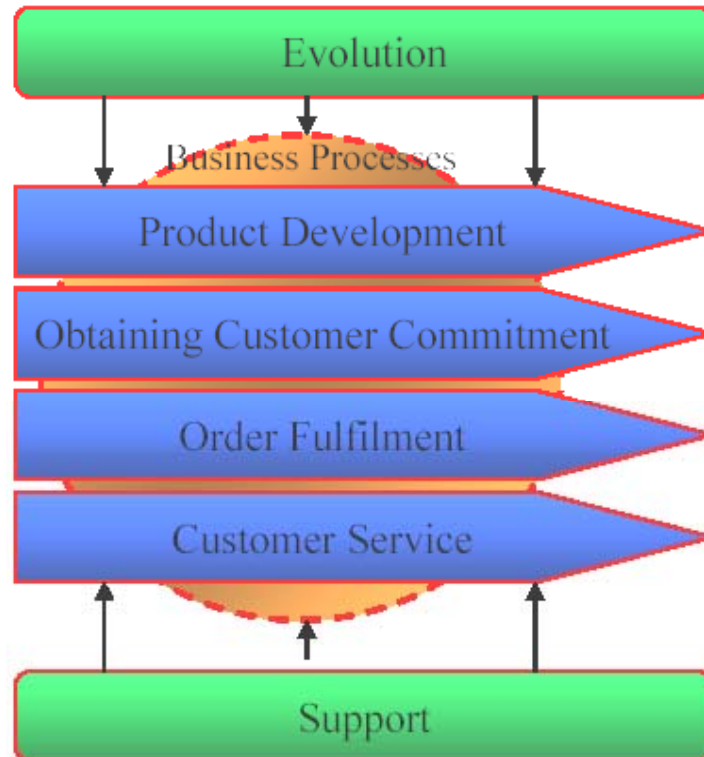 Evolution
Business Processes
Product Development
Obtaining Customer Commitment
Order Fulfilment
Customer Service
Support